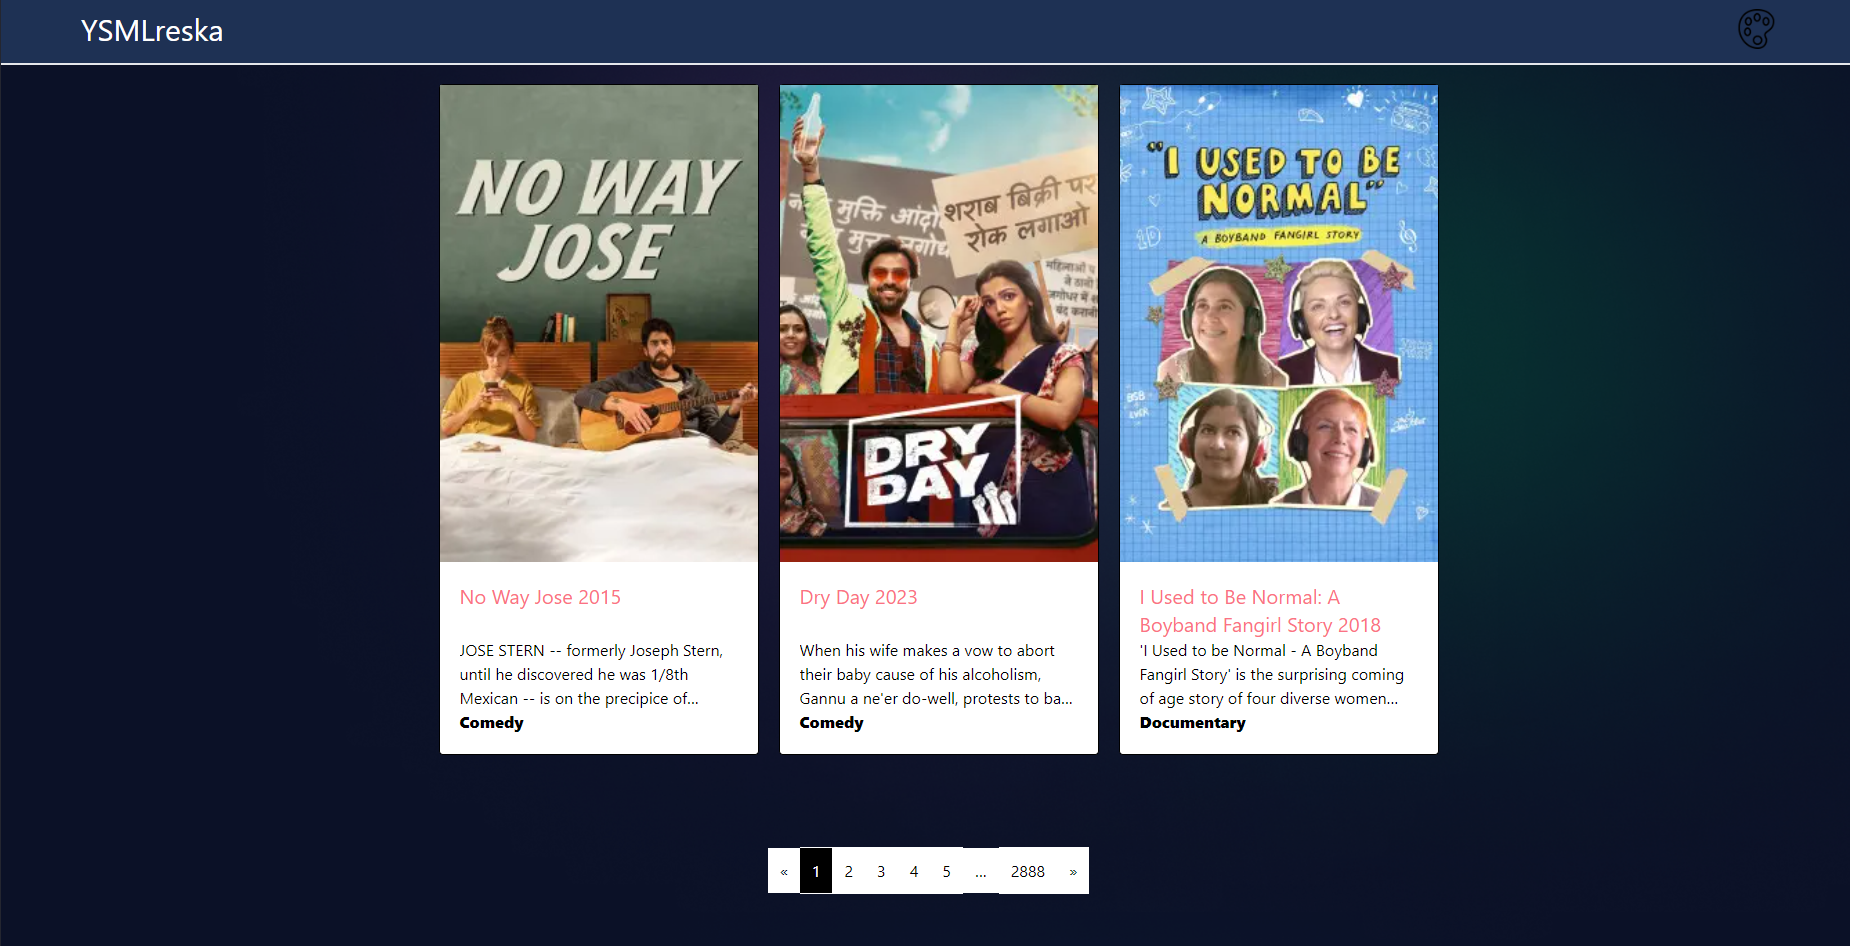 YSMLreska
NO WAY
JOSE
शराब बिक्री पर
रोक लगाओ
मुक्ति आंदो
महिलाओं
ने ठानी
बंद करानी
DRY
DAY
"I USED TO BE
NORMAL"
A BOYBAND FANGIRL STORY
1D
BSB
No Way Jose 2015
JOSE STERN -- formerly Joseph Stern,
until he discovered he was 1/8th
Mexican -- is on the precipice of...
Comedy
Dry Day 2023
When his wife makes a vow to abort
their baby cause of his alcoholism,
Gannu a ne'er do-well, protests to ba...
Comedy
I Used to Be Normal: A
Boyband Fangirl Story 2018
'I Used to be Normal - A Boyband
Fangirl Story' is the surprising coming
of age story of four diverse women...
Documentary
« 1 2 3 4 5 ... 2888 »